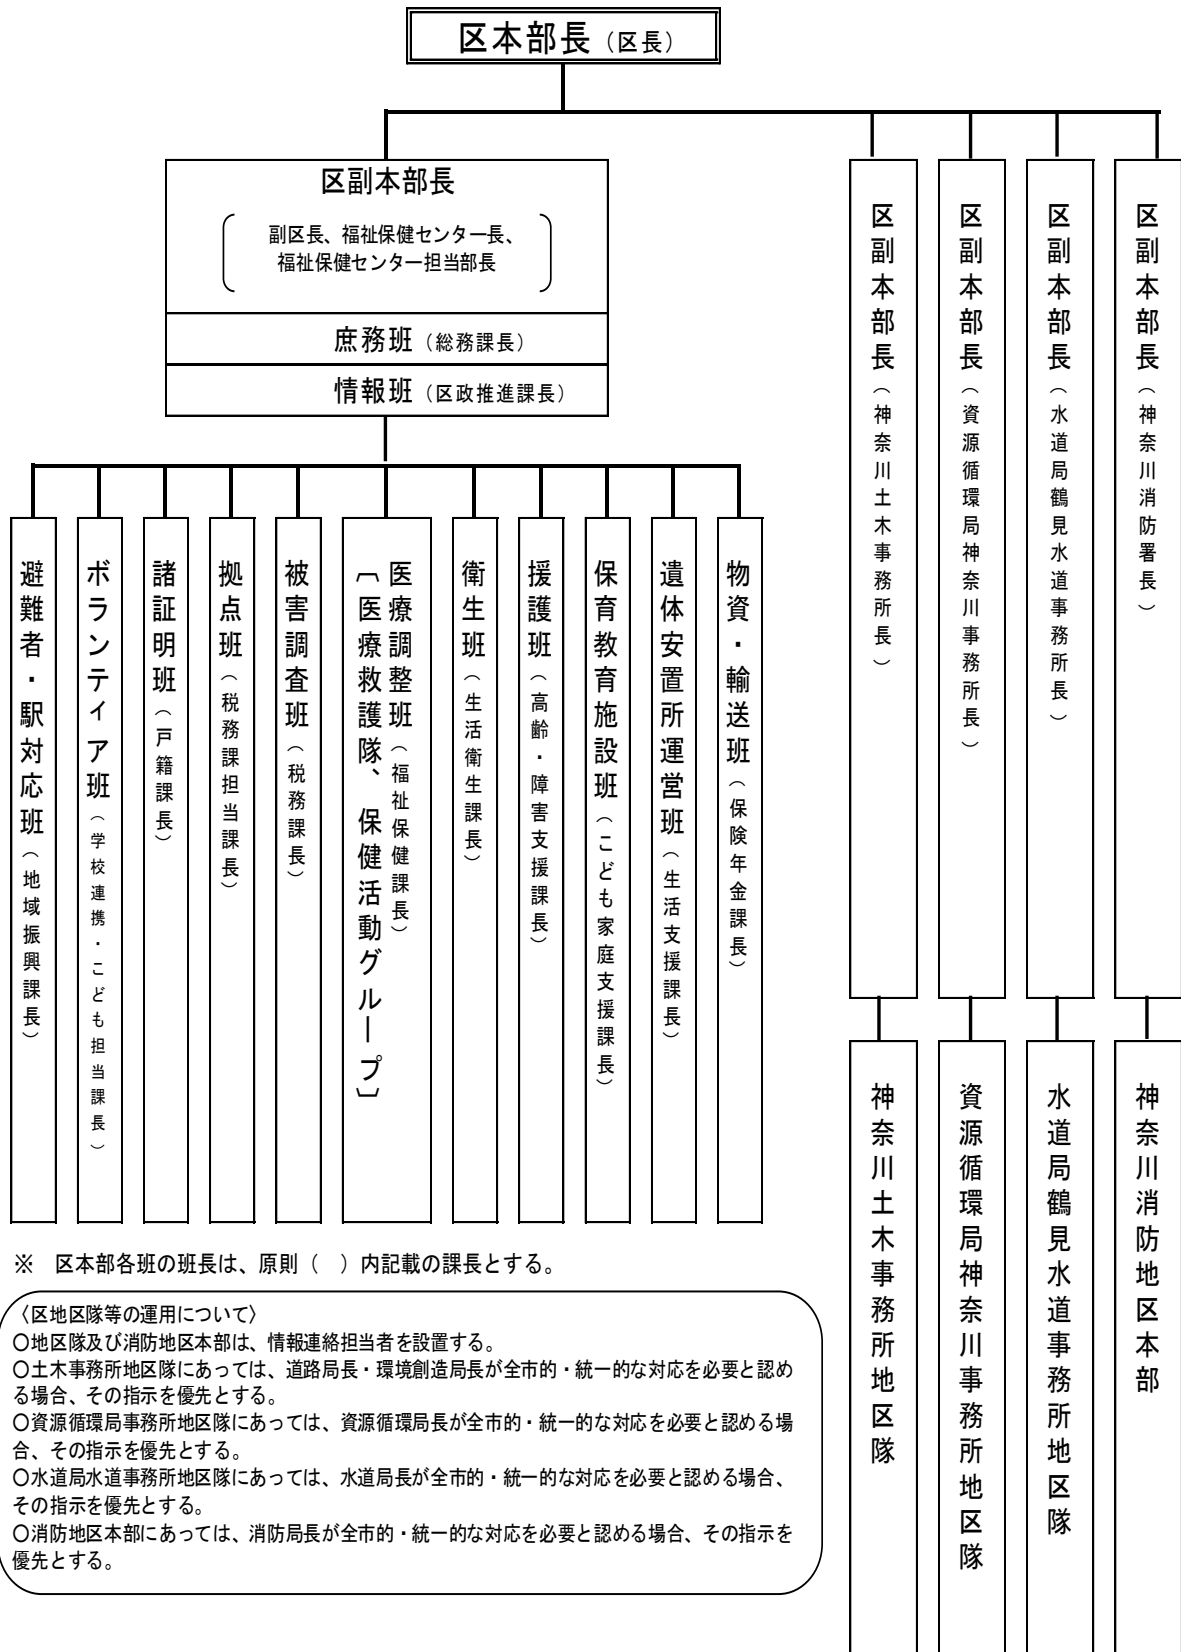 区本部長（区長）
区副本部長
副区長、福祉保健センター長、
福祉保健センター担当部長
庶務班（総務課長）
情報班（区政推進課長）
区副本部長（神奈川土木事務所長）
区副本部長（資源循環局神奈川事務所長）
区副本部長（水道局鶴見水道事務所長）
区副本部長（神奈川消防署長）
避難者・駅対応班（地域振興課長）
ボランティア班（学校連携・こども担当課長）
諸証明班（戸籍課長）
拠点班（税務課担当課長）
被害調査班（税務課長）
医療調整班（福祉保健課長）
〔医療救護隊、保健活動グループ〕
衛生班（生活衛生課長）
援護班（高齢・障害支援課長）
保育教育施設班（こども家庭支援課長）
遺体安置所運営班（生活支援課長）
物資・輸送班（保険年金課長）
神奈川土木事務所地区隊
資源循環局神奈川事務所地区隊
水道局鶴見水道事務所地区隊
神奈川消防地区本部
※　区本部各班の班長は、原則（　）内記載の課長とする。
〈区地区隊等の運用について〉
○地区隊及び消防地区本部は、情報連絡担当者を設置する。
○土木事務所地区隊にあっては、道路局長・環境創造局長が全市的・統一的な対応を必要と認め
る場合、その指示を優先とする。
○資源循環局事務所地区隊にあっては、資源循環局長が全市的・統一的な対応を必要と認める場
合、その指示を優先とする。
○水道局水道事務所地区隊にあっては、水道局長が全市的・統一的な対応を必要と認める場合、
その指示を優先とする。
○消防地区本部にあっては、消防局長が全市的・統一的な対応を必要と認める場合、その指示を
優先とする。